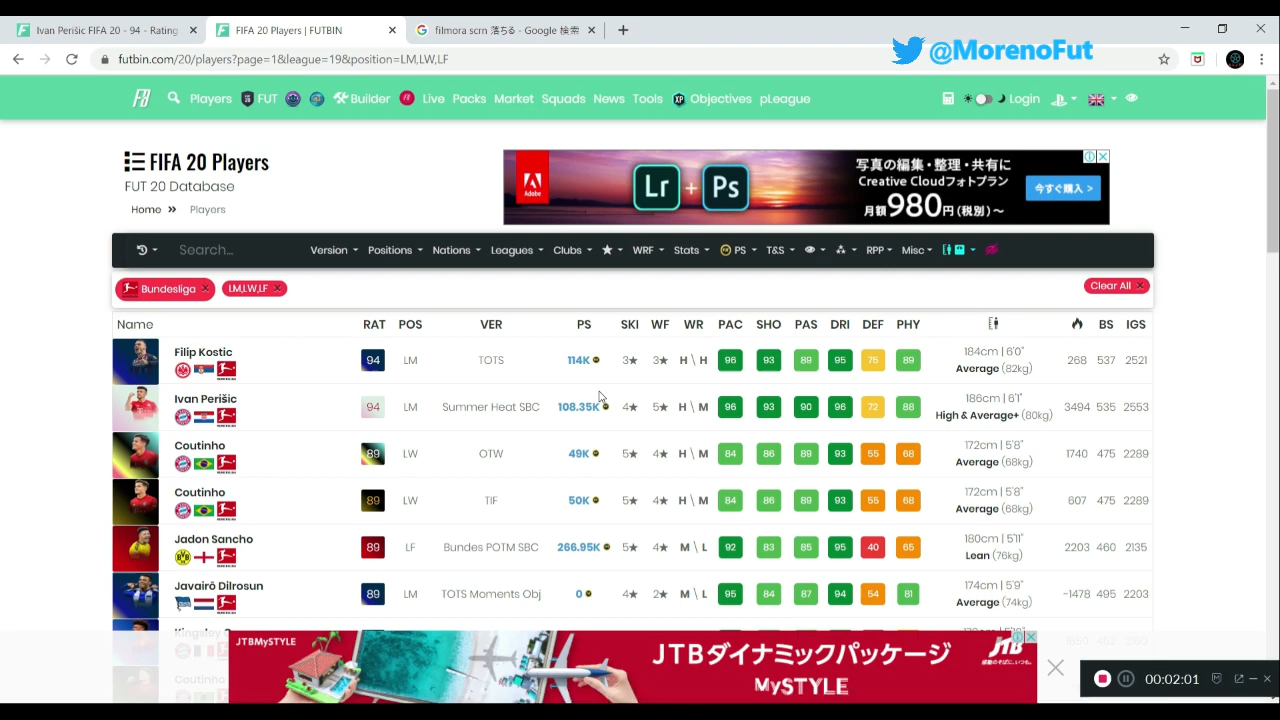 Ivan Perišic FIFA 20 - 94 - Rating
FIFA 20 Players | FUTBIN
filmora scrn 落ちる - Google 検索
@MorenoFut
futbin.com/20/players?page=1&league=19&position=LM,LW,LF
Players FUT Builder Live Packs Market Squads News Tools XP Objectives pLeague Login
FIFA 20 Players
FUT 20 Database
Home » Players
Adobe
Lr + Ps
写真の編集・整理・共有に
Creative Cloudフォトプラン
月額980円(税別)~
今すぐ購入 >
Search... Version Positions Nations Leagues Clubs WRF Stats PS T&S RPP Misc
Bundesliga × LM,LW,LF × Clear All ×
Name RAT POS VER PS SKI WF WR PAC SHO PAS DRI DEF PHY BS IGS
Filip Kostic 94 LM TOTS 114K 3★ 3★ H \ H 96 93 89 95 75 89 184cm | 6'0" 268 537 2521
Average (82kg)
Ivan Perišic 94 LM Summer Heat SBC 108.35K 4★ 5★ H \ M 96 93 90 96 72 88 186cm | 6'1" 3494 535 2553
High & Average+ (80kg)
Coutinho 89 LW OTW 49K 5★ 4★ H \ M 84 86 89 93 55 68 172cm | 5'8" 1740 475 2289
Average (68kg)
Coutinho 89 LW TIF 50K 5★ 4★ H \ M 84 86 89 93 55 68 172cm | 5'8" 607 475 2289
Average (68kg)
Jadon Sancho 89 LF Bundes POTM SBC 266.95K 5★ 4★ M \ L 92 83 85 95 40 65 180cm | 5'11" 2203 460 2135
Lean (76kg)
Javairô Dilrosun 89 LM TOTS Moments Obj 0 4★ 2★ M \ L 95 84 87 94 54 81 174cm | 5'9" -1478 495 2203
Average (74kg)
Coutinho
JTBMySTYLE
JTBダイナミックパッケージ
MySTYLE
JTB
感動のそばに、いつも。
00:02:01